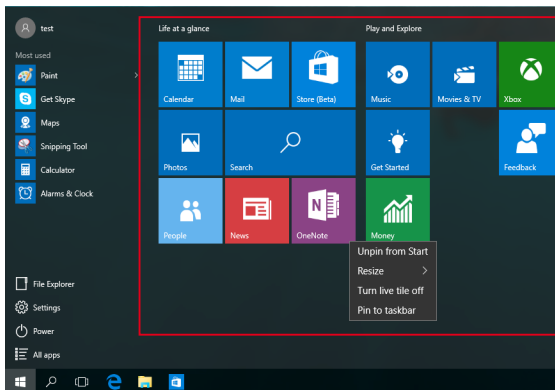 test
Most used
Paint
Get Skype
Maps
Snipping Tool
Calculator
Alarms & Clock
File Explorer
Settings
Power
All apps
Life at a glance
Calendar
Mail
Store (Beta)
Photos
Search
People
News
OneNote
Play and Explore
Music
Movies & TV
Xbox
Get Started
Feedback
Money
Unpin from Start
Resize
Turn live tile off
Pin to taskbar